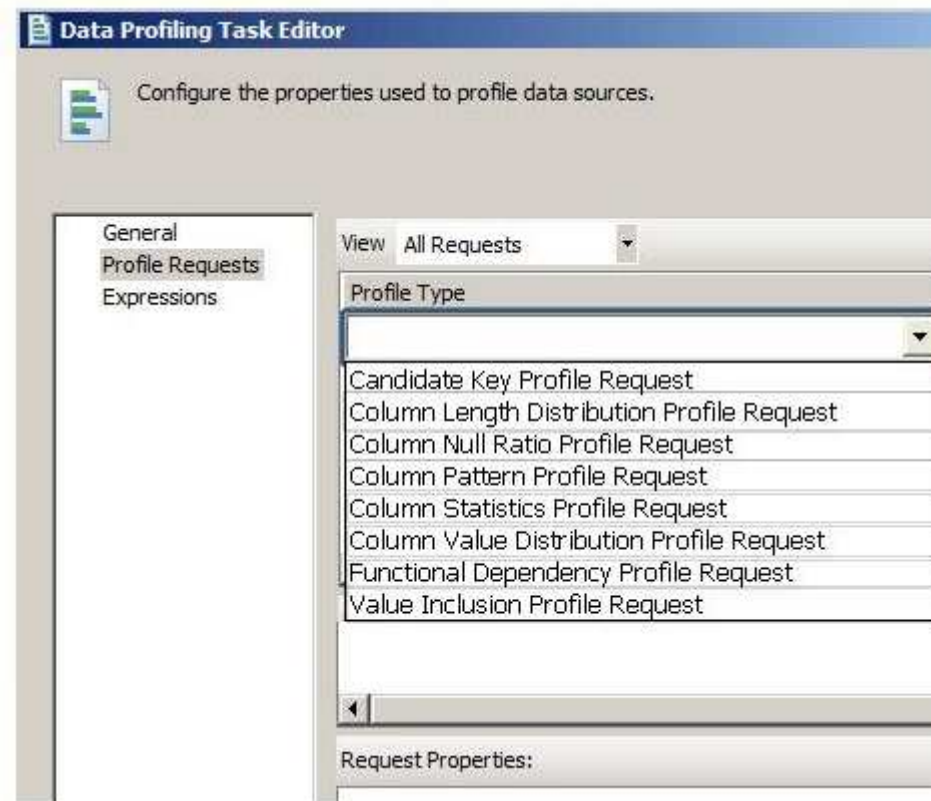 Data Profiling Task Editor
Configure the properties used to profile data sources.
General
Profile Requests
Expressions
View All Requests
Profile Type
Candidate Key Profile Request
Column Length Distribution Profile Request
Column Null Ratio Profile Request
Column Pattern Profile Request
Column Statistics Profile Request
Column Value Distribution Profile Request
Functional Dependency Profile Request
Value Inclusion Profile Request
Request Properties: